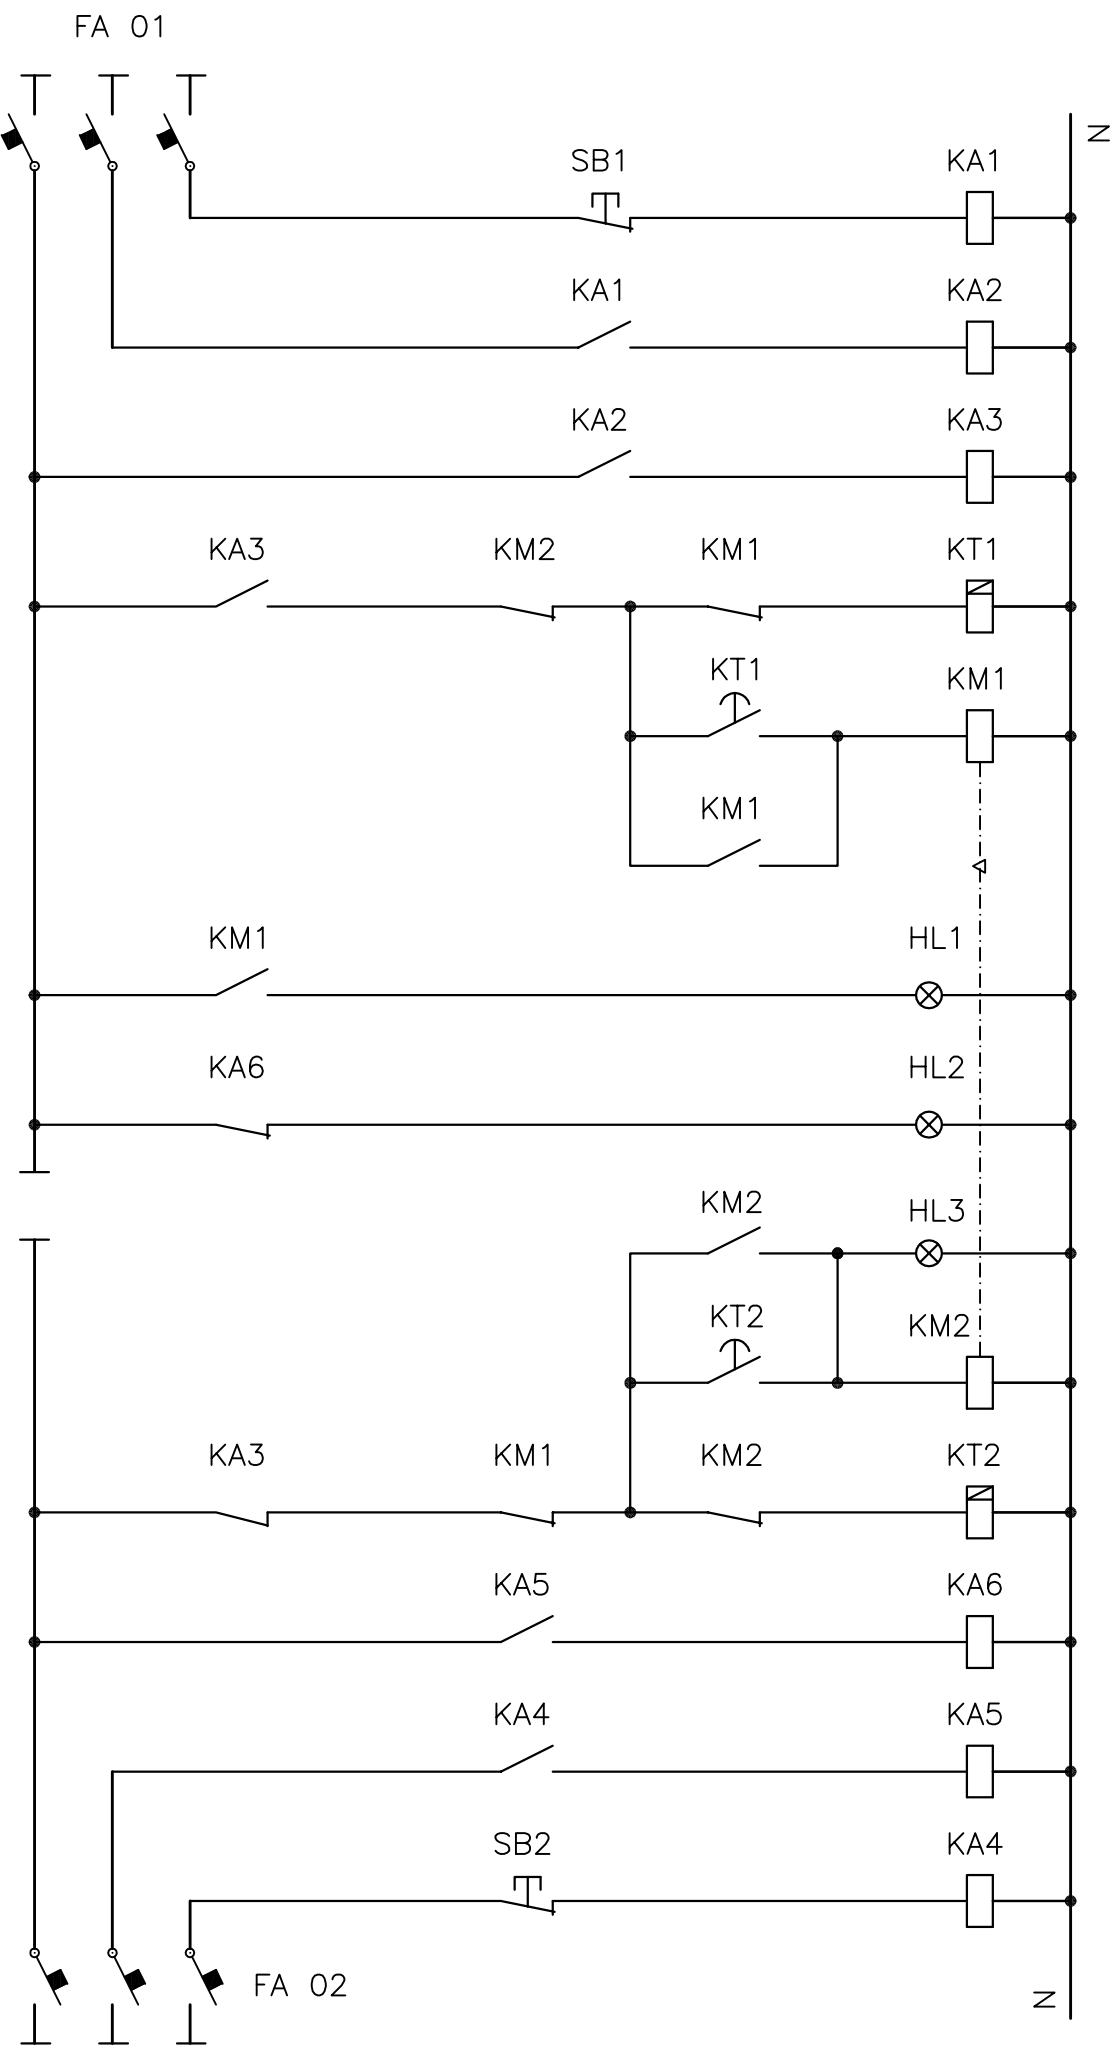 FA 01
N
SB1 KA1
KA1 KA2
KA2 KA3
KA3 KM2 KM1 KT1
KT1 KM1
KM1
KM1 HL1
KA6 HL2
KM2 HL3
KT2 KM2
KA3 KM1 KM2 KT2
KA5 KA6
KA4 KA5
SB2 KA4
FA 02
N